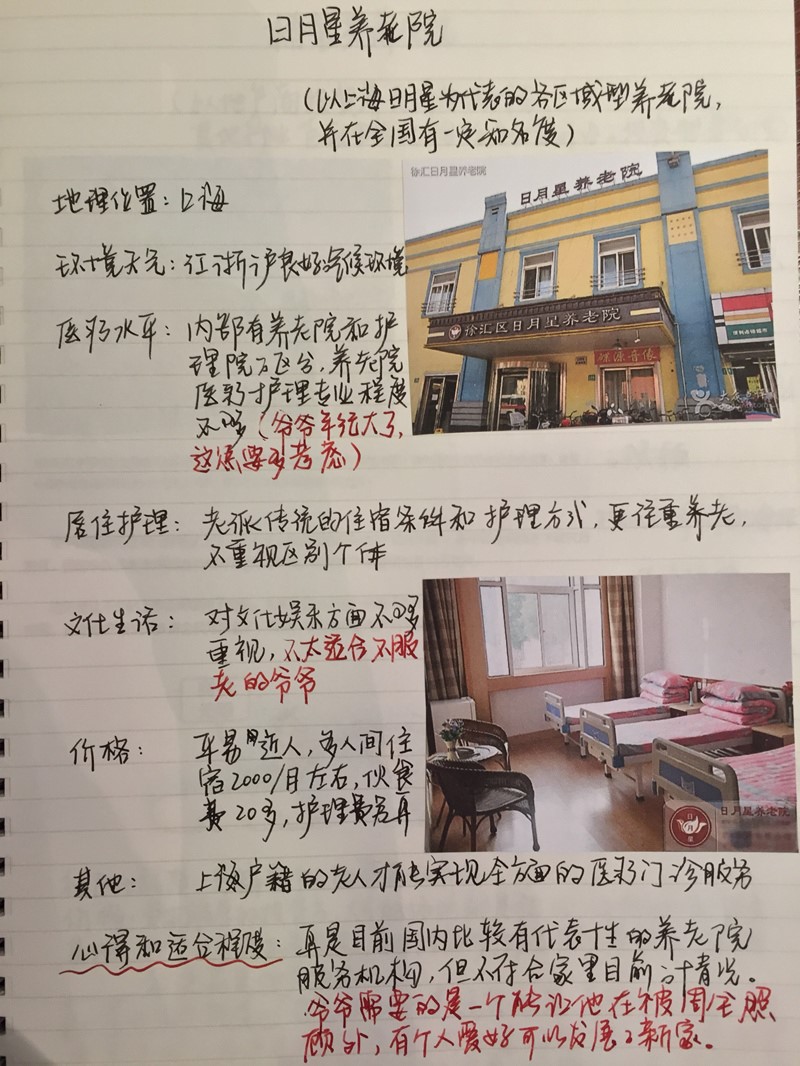 日月星养老院
(以上海日月星为代表的各区域型养老院,
并在全国有一定知名度)
徐汇日月星养老院
日月星养老院
徐汇区日月星养老院
地理位置: 上海
环境天气: 江浙沪良好气候环境
医疗水平: 内部有养老院和护
理院区分, 养老院
医疗护理专业程度
不够(爷爷年纪大了,
这点要多考虑)
居住护理: 老派传统的住宿条件和护理方式, 更注重养老,
不重视区别个体
文化生活: 对文化娱乐方面不够
重视, 不太适合不服
老的爷爷
价格: 平易近人, 多人间住
宿2000/月左右, 伙食
费20多, 护理费另算
日月星养老院
其他: 上海户籍的老人才能实现全方面的医疗门诊服务
心得和适合程度: 再是目前国内比较有代表性的养老院
服务机构, 但不符合家里目前情况。
爷爷需要的是一个能让他在被周全照
顾外, 有个人爱好可以发展的新家。